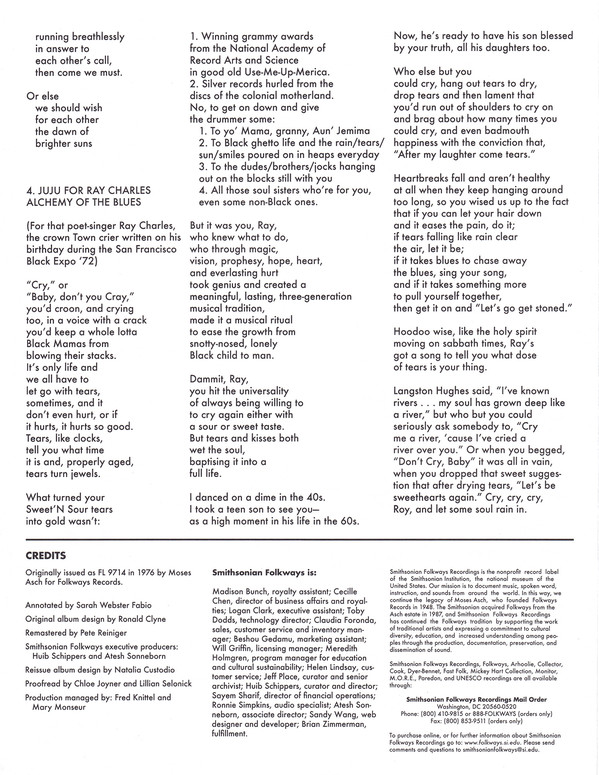 running breathlessly
in answer to
each other's call,
then come we must.
Or else
we should wish
for each other
the dawn of
brighter suns
4. JUJU FOR RAY CHARLES
ALCHEMY OF THE BLUES
(For that poet-singer Ray Charles,
the crown Town crier written on his
birthday during the San Francisco
Black Expo '72)
"Cry," or
"Baby, don't you Cray,"
you'd croon, and crying
too, in a voice with a crack
you'd keep a whole lotta
Black Mamas from
blowing their stacks.
It's only life and
we all have to
let go with tears,
sometimes, and it
don't even hurt, or if
it hurts, it hurts so good.
Tears, like clocks,
tell you what time
it is and, properly aged,
tears turn jewels.
What turned your
Sweet'N Sour tears
into gold wasn't:
1. Winning grammy awards
from the National Academy of
Record Arts and Science
in good old Use-Me-Up-Merica.
2. Silver records hurled from the
discs of the colonial motherland.
No, to get on down and give
the drummer some:
1. To yo' Mama, granny, Aun' Jemima
2. To Black ghetto life and the rain/tears/
sun/smiles poured on in heaps everyday
3. To the dudes/brothers/jocks hanging
out on the blocks still with you
4. All those soul sisters who're for you,
even some non-Black ones.
But it was you, Ray,
who knew what to do,
who through magic,
vision, prophesy, hope, heart,
and everlasting hurt
took genius and created a
meaningful, lasting, three-generation
musical tradition,
made it a musical ritual
to ease the growth from
snotty-nosed, lonely
Black child to man.
Dammit, Ray,
you hit the universality
of always being willing to
to cry again either with
a sour or sweet taste.
But tears and kisses both
wet the soul,
baptising it into a
full life.
I danced on a dime in the 40s.
I took a teen son to see you—
as a high moment in his life in the 60s.
Now, he's ready to have his son blessed
by your truth, all his daughters too.
Who else but you
could cry, hang out tears to dry,
drop tears and then lament that
you'd run out of shoulders to cry on
and brag about how many times you
could cry, and even badmouth
happiness with the conviction that,
"After my laughter come tears."
Heartbreaks fall and aren't healthy
at all when they keep hanging around
too long, so you wised us up to the fact
that if you can let your hair down
and it eases the pain, do it;
if tears falling like rain clear
the air, let it be;
if it takes blues to chase away
the blues, sing your song,
and if it takes something more
to pull yourself together,
then get it on and "Let's go get stoned."
Hoodoo wise, like the holy spirit
moving on sabbath times, Ray's
got a song to tell you what dose
of tears is your thing.
Langston Hughes said, "I've known
rivers . . . my soul has grown deep like
a river," but who but you could
seriously ask somebody to, "Cry
me a river, 'cause I've cried a
river over you." Or when you begged,
"Don't Cry, Baby" it was all in vain,
when you dropped that sweet sugges-
tion that after drying tears, "Let's be
sweethearts again." Cry, cry, cry,
Roy, and let some soul rain in.
CREDITS
Originally issued as FL 9714 in 1976 by Moses
Asch for Folkways Records.
Annotated by Sarah Webster Fabio
Original album design by Ronald Clyne
Remastered by Pete Reiniger
Smithsonian Folkways executive producers:
Huib Schippers and Atesh Sonneborn
Reissue album design by Natalia Custodio
Proofread by Chloe Joyner and Lillian Selonick
Production managed by: Fred Knittel and
Mary Monseur
Smithsonian Folkways is:
Madison Bunch, royalty assistant; Cecille
Chen, director of business affairs and royal-
ties; Logan Clark, executive assistant; Toby
Dodds, technology director; Claudia Foronda,
sales, customer service and inventory man-
ager; Beshou Gedamu, marketing assistant;
Will Griffin, licensing manager; Meredith
Holmgren, program manager for education
and cultural sustainability; Helen Lindsay, cus-
tomer service; Jeff Place, curator and senior
archivist; Huib Schippers, curator and director;
Sayem Sharif, director of financial operations;
Ronnie Simpkins, audio specialist; Atesh Son-
neborn, associate director; Sandy Wang, web
designer and developer; Brian Zimmerman,
fulfillment.
Smithsonian Folkways Recordings is the nonprofit record label
of the Smithsonian Institution, the national museum of the
United States. Our mission is to document music, spoken word,
instruction, and sounds from around the world. In this way, we
continue the legacy of Moses Asch, who founded Folkways
Records in 1948. The Smithsonian acquired Folkways from the
Asch estate in 1987, and Smithsonian Folkways Recordings
has continued the Folkways tradition by supporting the work
of traditional artists and expressing a commitment to cultural
diversity, education, and increased understanding among peo-
ples through the production, documentation, preservation, and
dissemination of sound.
Smithsonian Folkways Recordings, Folkways, Arhoolie, Collector,
Cook, Dyer-Bennet, Fast Folk, Mickey Hart Collection, Monitor,
M.O.R.E., Paredon, and UNESCO recordings are all available
through:
Smithsonian Folkways Recordings Mail Order
Washington, DC 20560-0520
Phone: (800) 410-9815 or 888-FOLKWAYS (orders only)
Fax: (800) 853-9511 (orders only)
To purchase online, or for further information about Smithsonian
Folkways Recordings go to: www.folkways.si.edu. Please send
comments and questions to smithsonianfolkways@si.edu.